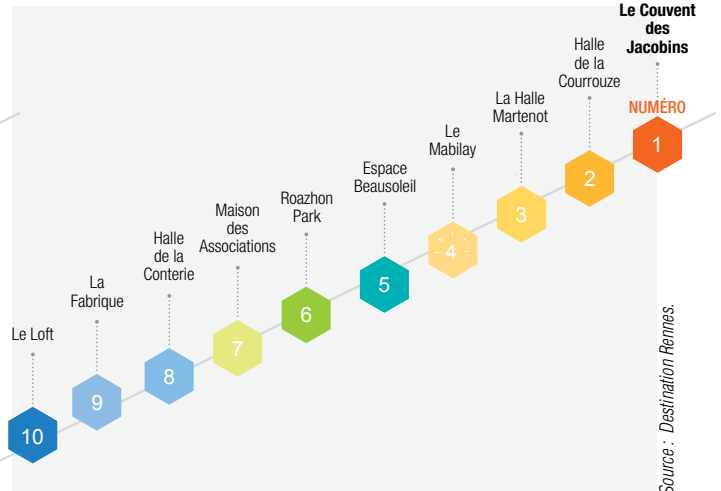 Le Couvent
des
Jacobins
NUMÉRO
1
Halle
de la
Courrouze
2
La Halle
Martenot
3
Le
Mabilay
4
Espace
Beausoleil
5
Roazhon
Park
6
Maison
des
Associations
7
Halle
de la
Conterie
8
La
Fabrique
9
Le Loft
10
Source : Destination Rennes.